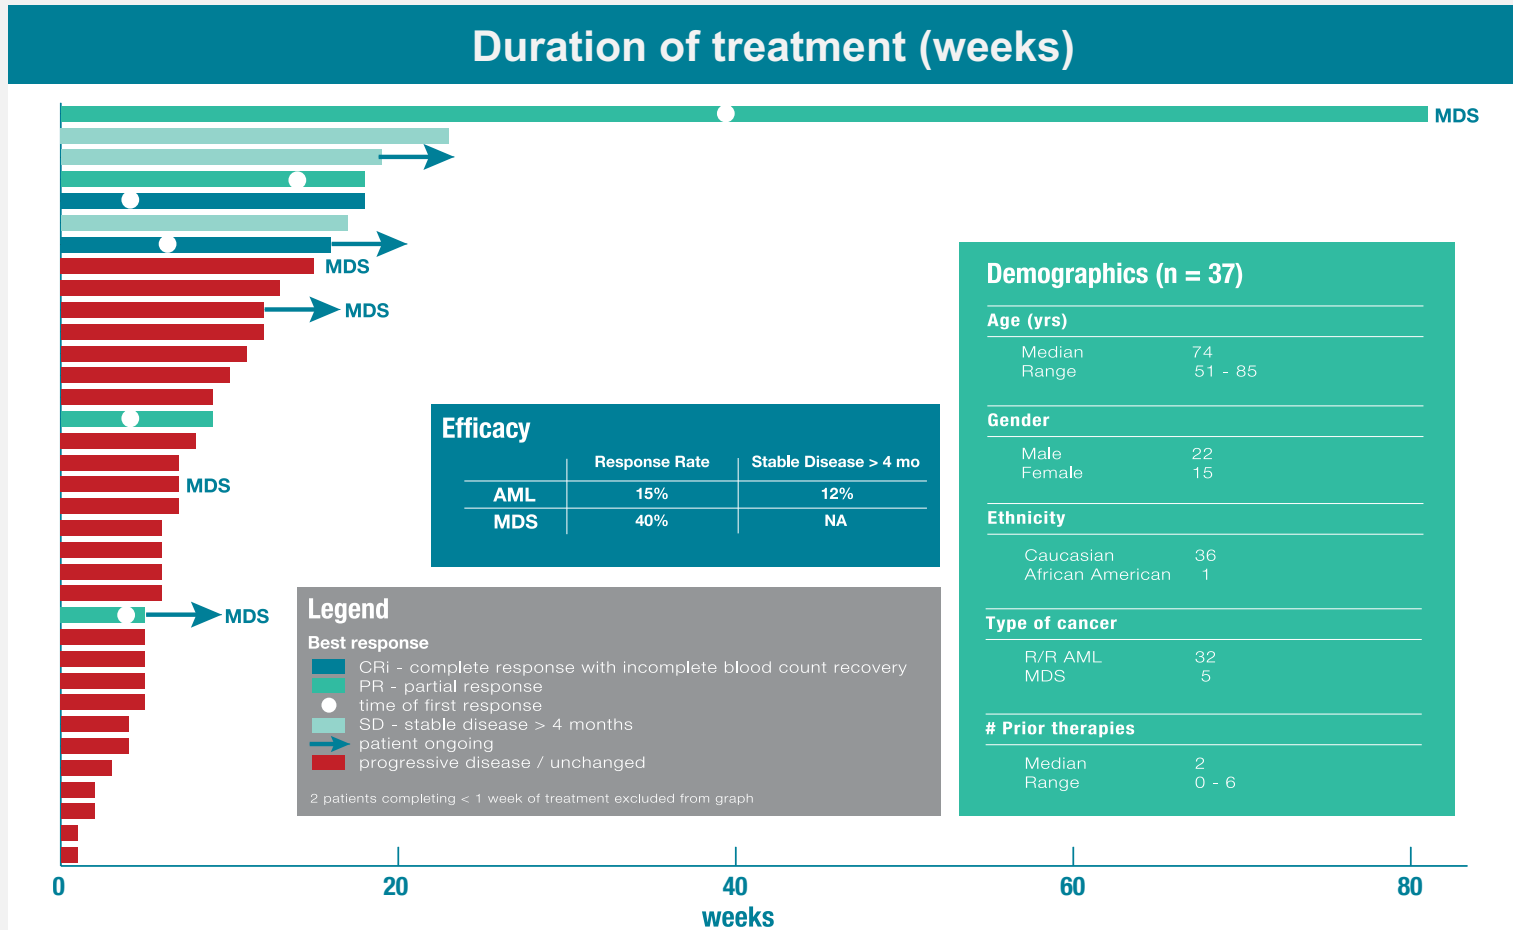 Duration of treatment (weeks)
MDS
MDS
MDS
MDS
MDS
Efficacy
Response Rate Stable Disease > 4 mo
AML 15% 12%
MDS 40% NA
Legend
Best response
CRi - complete response with incomplete blood count recovery
PR - partial response
time of first response
SD - stable disease > 4 months
patient ongoing
progressive disease / unchanged
2 patients completing < 1 week of treatment excluded from graph
Demographics (n = 37)
Age (yrs)
Median 74
Range 51 - 85
Gender
Male 22
Female 15
Ethnicity
Caucasian 36
African American 1
Type of cancer
R/R AML 32
MDS 5
# Prior therapies
Median 2
Range 0 - 6
0 20 40 60 80
weeks